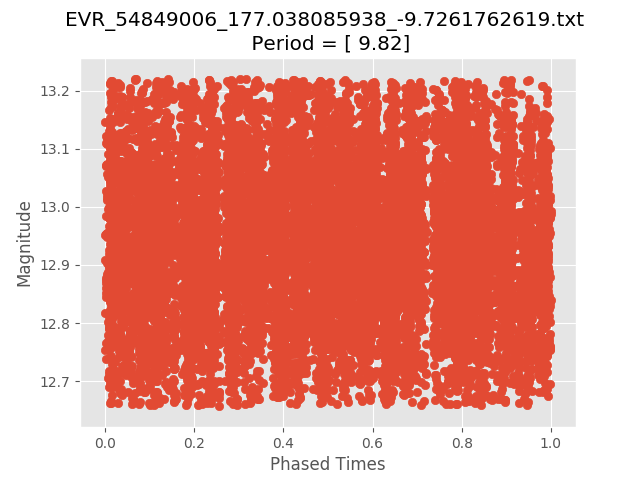 EVR_54849006_177.038085938_-9.7261762619.txt
Period = [ 9.82]
13.2
13.1
13.0
12.9
12.8
12.7
Magnitude
0.0 0.2 0.4 0.6 0.8 1.0
Phased Times